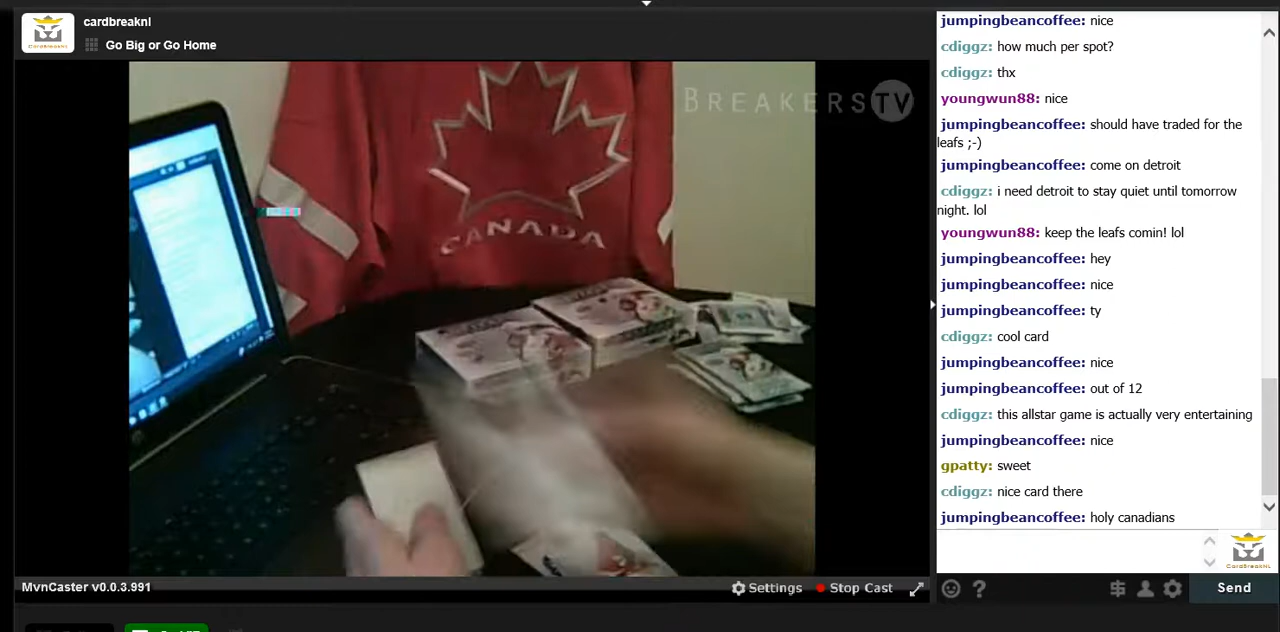 cardbreaknl
Go Big or Go Home
BREAKERSTV
CANADA
MvnCaster v0.0.3.991
Settings
Stop Cast
jumpingbeancoffee: nice
cdiggz: how much per spot?
cdiggz: thx
youngwun88: nice
jumpingbeancoffee: should have traded for the
leafs ;-)
jumpingbeancoffee: come on detroit
cdiggz: i need detroit to stay quiet until tomorrow
night. lol
youngwun88: keep the leafs comin! lol
jumpingbeancoffee: hey
jumpingbeancoffee: nice
jumpingbeancoffee: ty
cdiggz: cool card
jumpingbeancoffee: nice
jumpingbeancoffee: out of 12
cdiggz: this allstar game is actually very entertaining
jumpingbeancoffee: nice
gpatty: sweet
cdiggz: nice card there
jumpingbeancoffee: holy canadians
CARDBREAKNL
Send